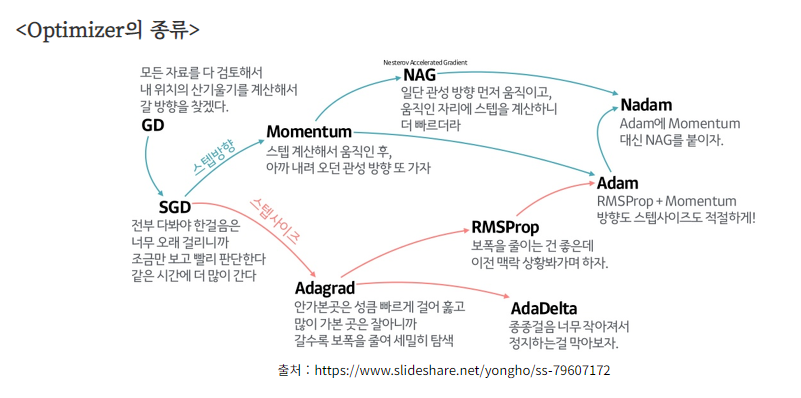 <Optimizer의 종류>
모든 자료를 다 검토해서
내 위치의 산기울기를 계산해서
갈 방향을 찾겠다.
GD
스텝방향
Momentum
스텝 계산해서 움직인 후,
아까 내려 오던 관성 방향 또 가자
Nesterov Accelerated Gradient
NAG
일단 관성 방향 먼저 움직이고,
움직인 자리에 스텝을 계산하니
더 빠르더라
Nadam
Adam에 Momentum
대신 NAG를 붙이자.
Adam
RMSProp + Momentum
방향도 스텝사이즈도 적절하게!
SGD
전부 다봐야 한걸음은
너무 오래 걸리니까
조금만 보고 빨리 판단한다
같은 시간에 더 많이 간다
스텝사이즈
RMSProp
보폭을 줄이는 건 좋은데
이전 맥락 상황봐가며 하자.
Adagrad
안가본곳은 성큼 빠르게 걸어 훓고
많이 가본 곳은 잘아니까
갈수록 보폭을 줄여 세밀히 탐색
AdaDelta
종종걸음 너무 작아져서
정지하는걸 막아보자.
출처 : https://www.slideshare.net/yongho/ss-79607172